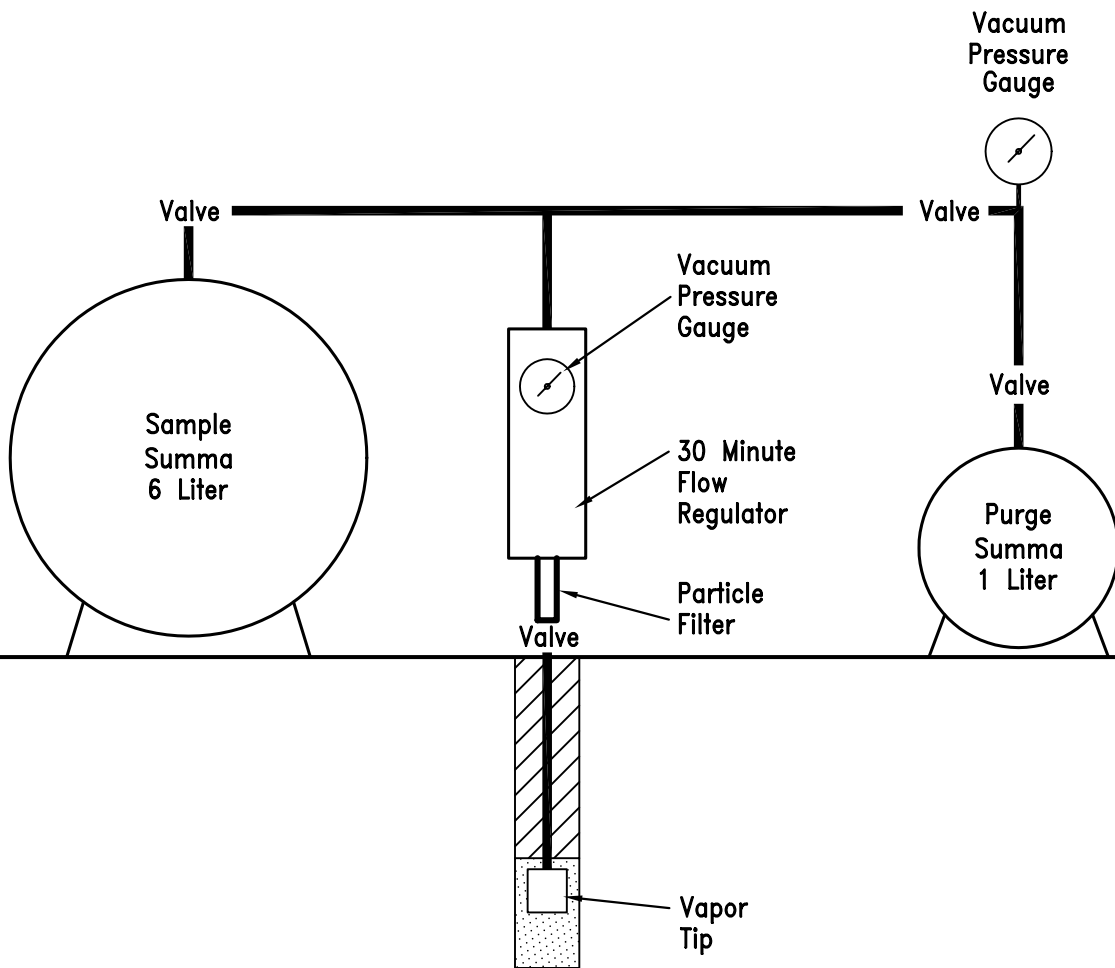 Vacuum
Pressure
Gauge
Valve
Valve
Vacuum
Pressure
Gauge
Valve
Sample
Summa
6 Liter
30 Minute
Flow
Regulator
Purge
Summa
1 Liter
Particle
Filter
Valve
Vapor
Tip